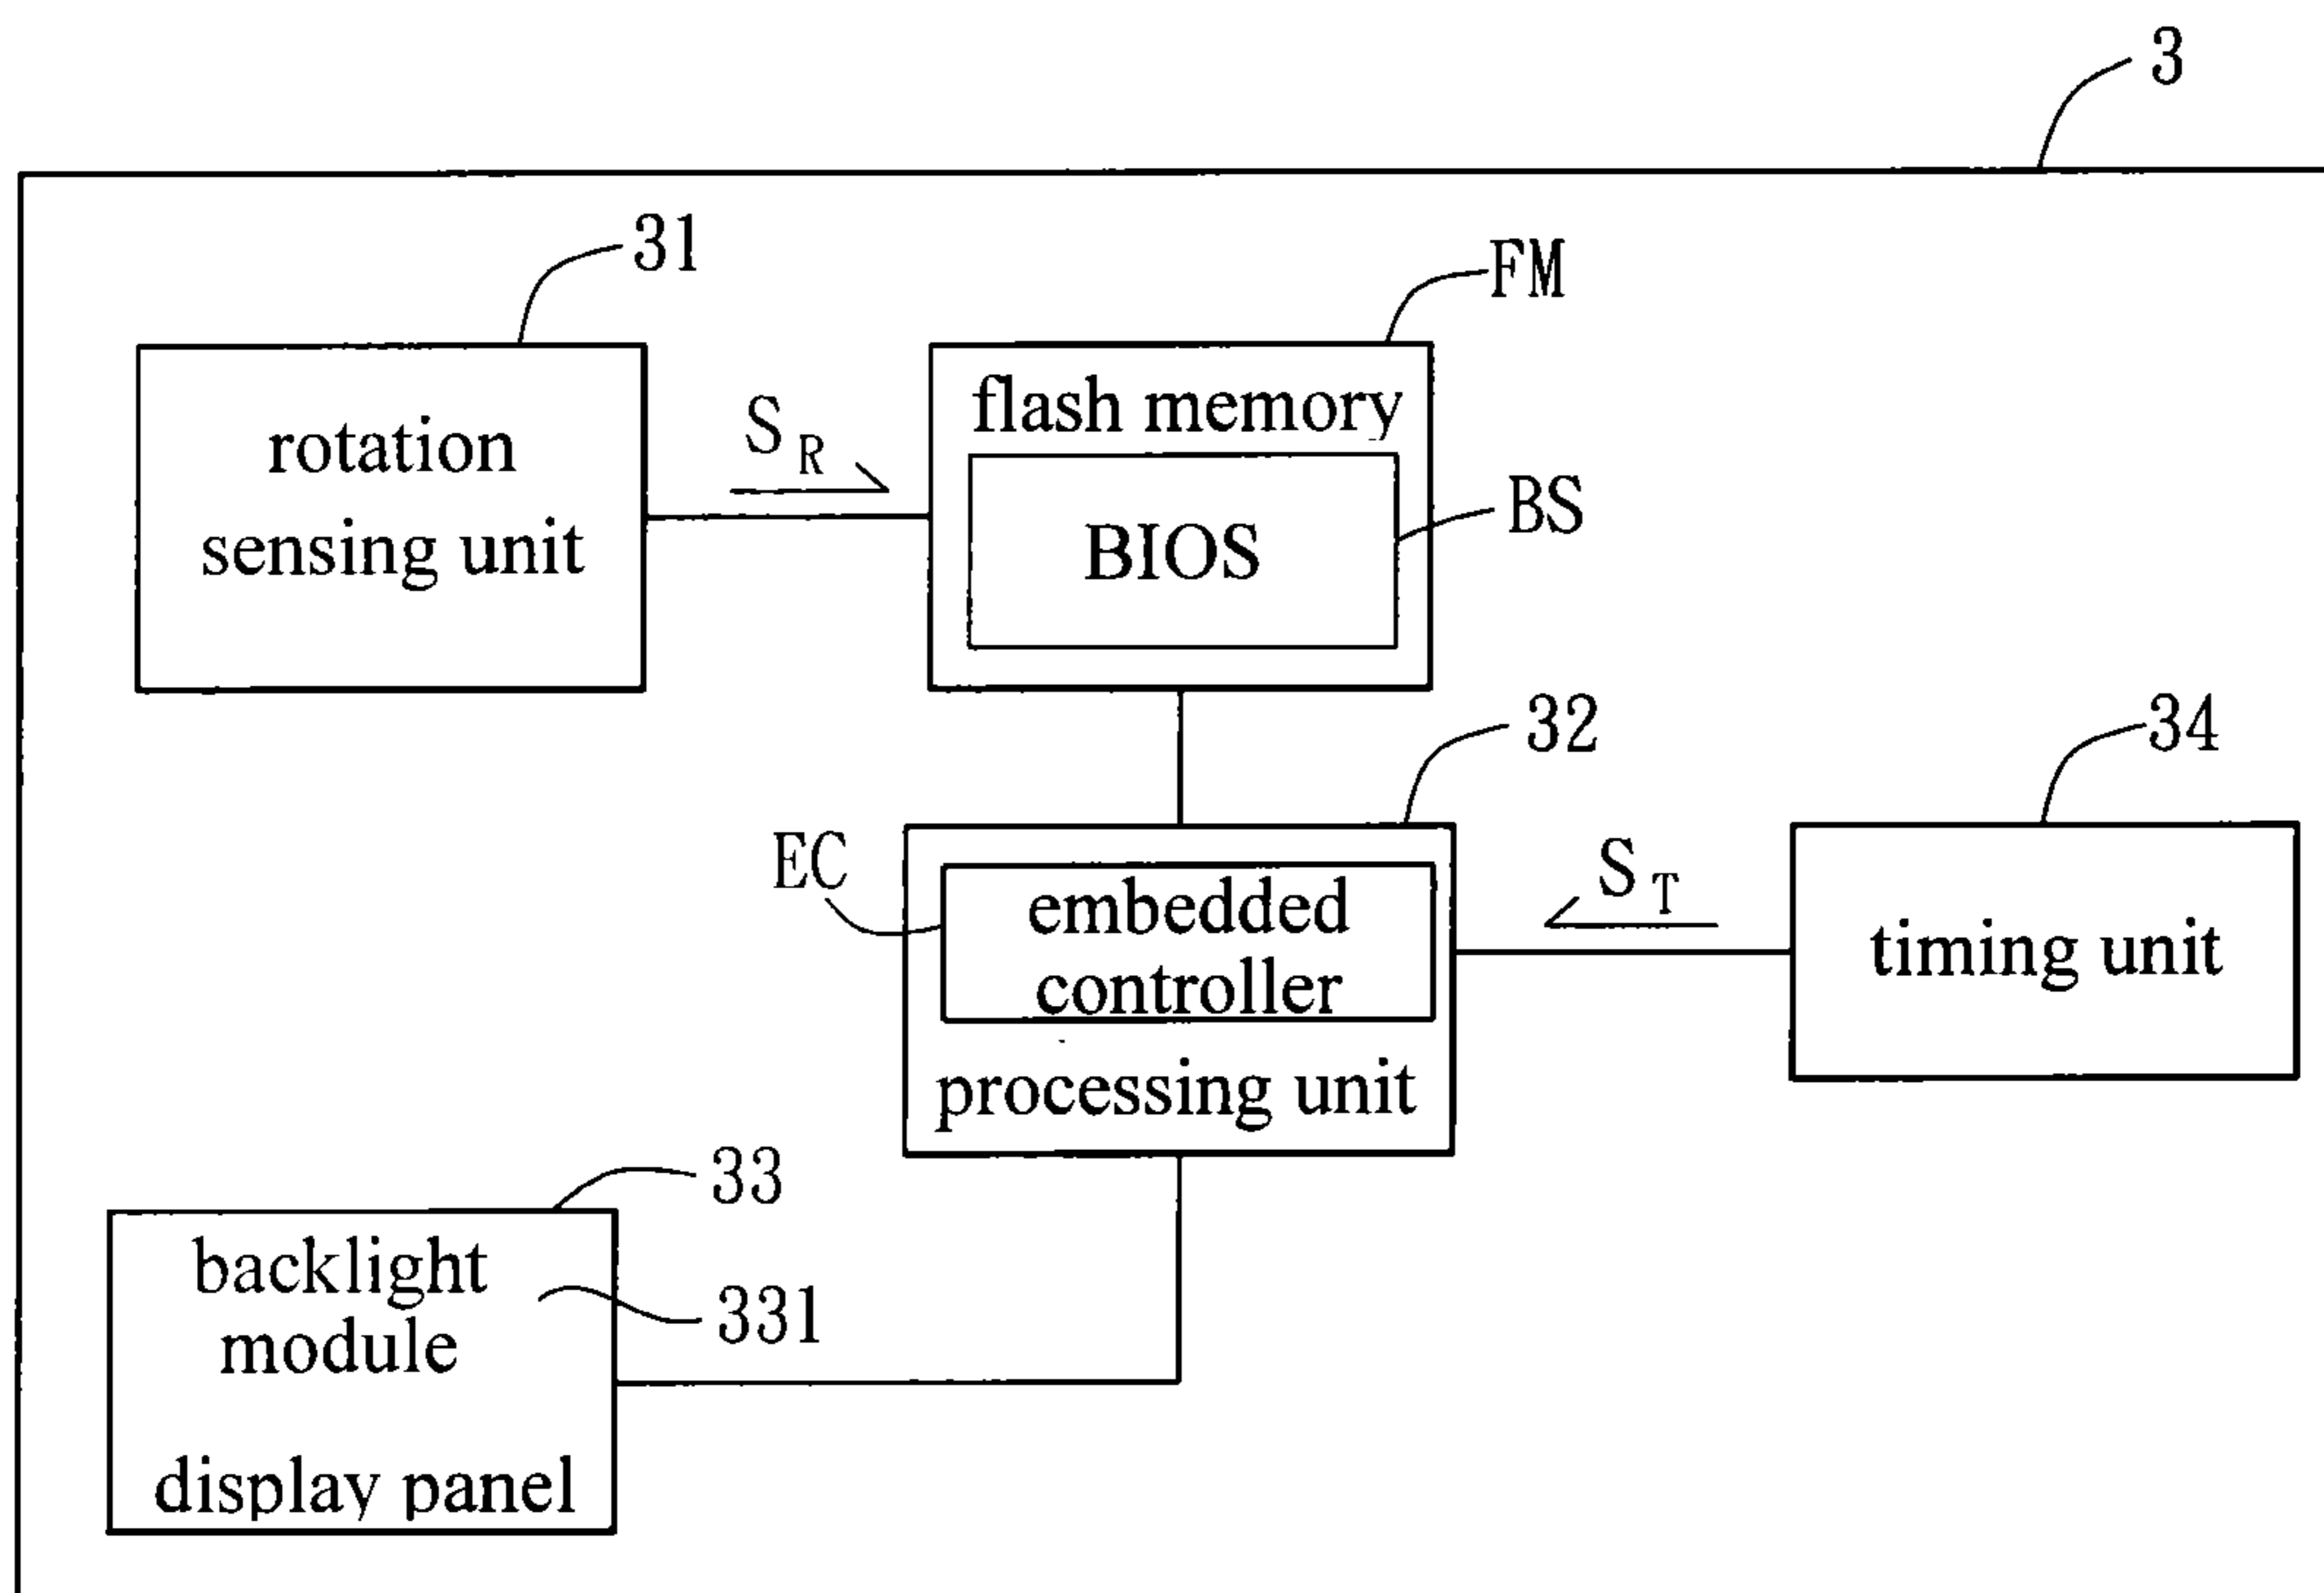 3
31
FM
flash memory
S R
rotation
sensing unit
BIOS
BS
32
34
EC
embedded
controller
S T
timing unit
processing unit
33
backlight
module
331
display panel